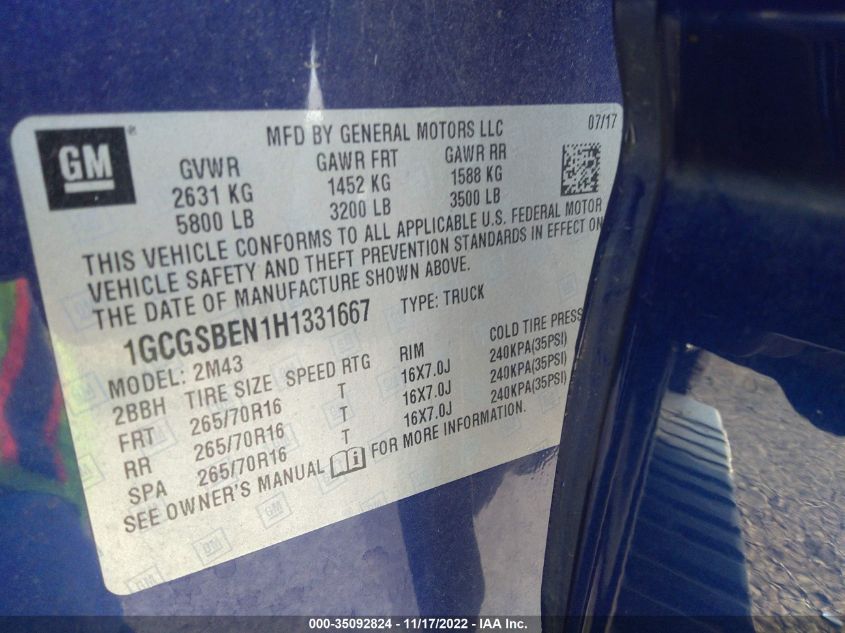 GM
MFD BY GENERAL MOTORS LLC 07/17
GVWR GAWR FRT GAWR RR
2631 KG 1452 KG 1588 KG
5800 LB 3200 LB 3500 LB
THIS VEHICLE CONFORMS TO ALL APPLICABLE U.S. FEDERAL MOTOR
VEHICLE SAFETY AND THEFT PREVENTION STANDARDS IN EFFECT ON
THE DATE OF MANUFACTURE SHOWN ABOVE.
1GCGSBEN1H1331667 TYPE: TRUCK
MODEL: 2M43
2BBH TIRE SIZE SPEED RTG RIM COLD TIRE PRESS
FRT 265/70R16 T 16X7.0J 240KPA(35PSI)
RR 265/70R16 T 16X7.0J 240KPA(35PSI)
SPA 265/70R16 T 16X7.0J 240KPA(35PSI)
SEE OWNER'S MANUAL FOR MORE INFORMATION.
000-35092824 - 11/17/2022 - IAA, Inc.